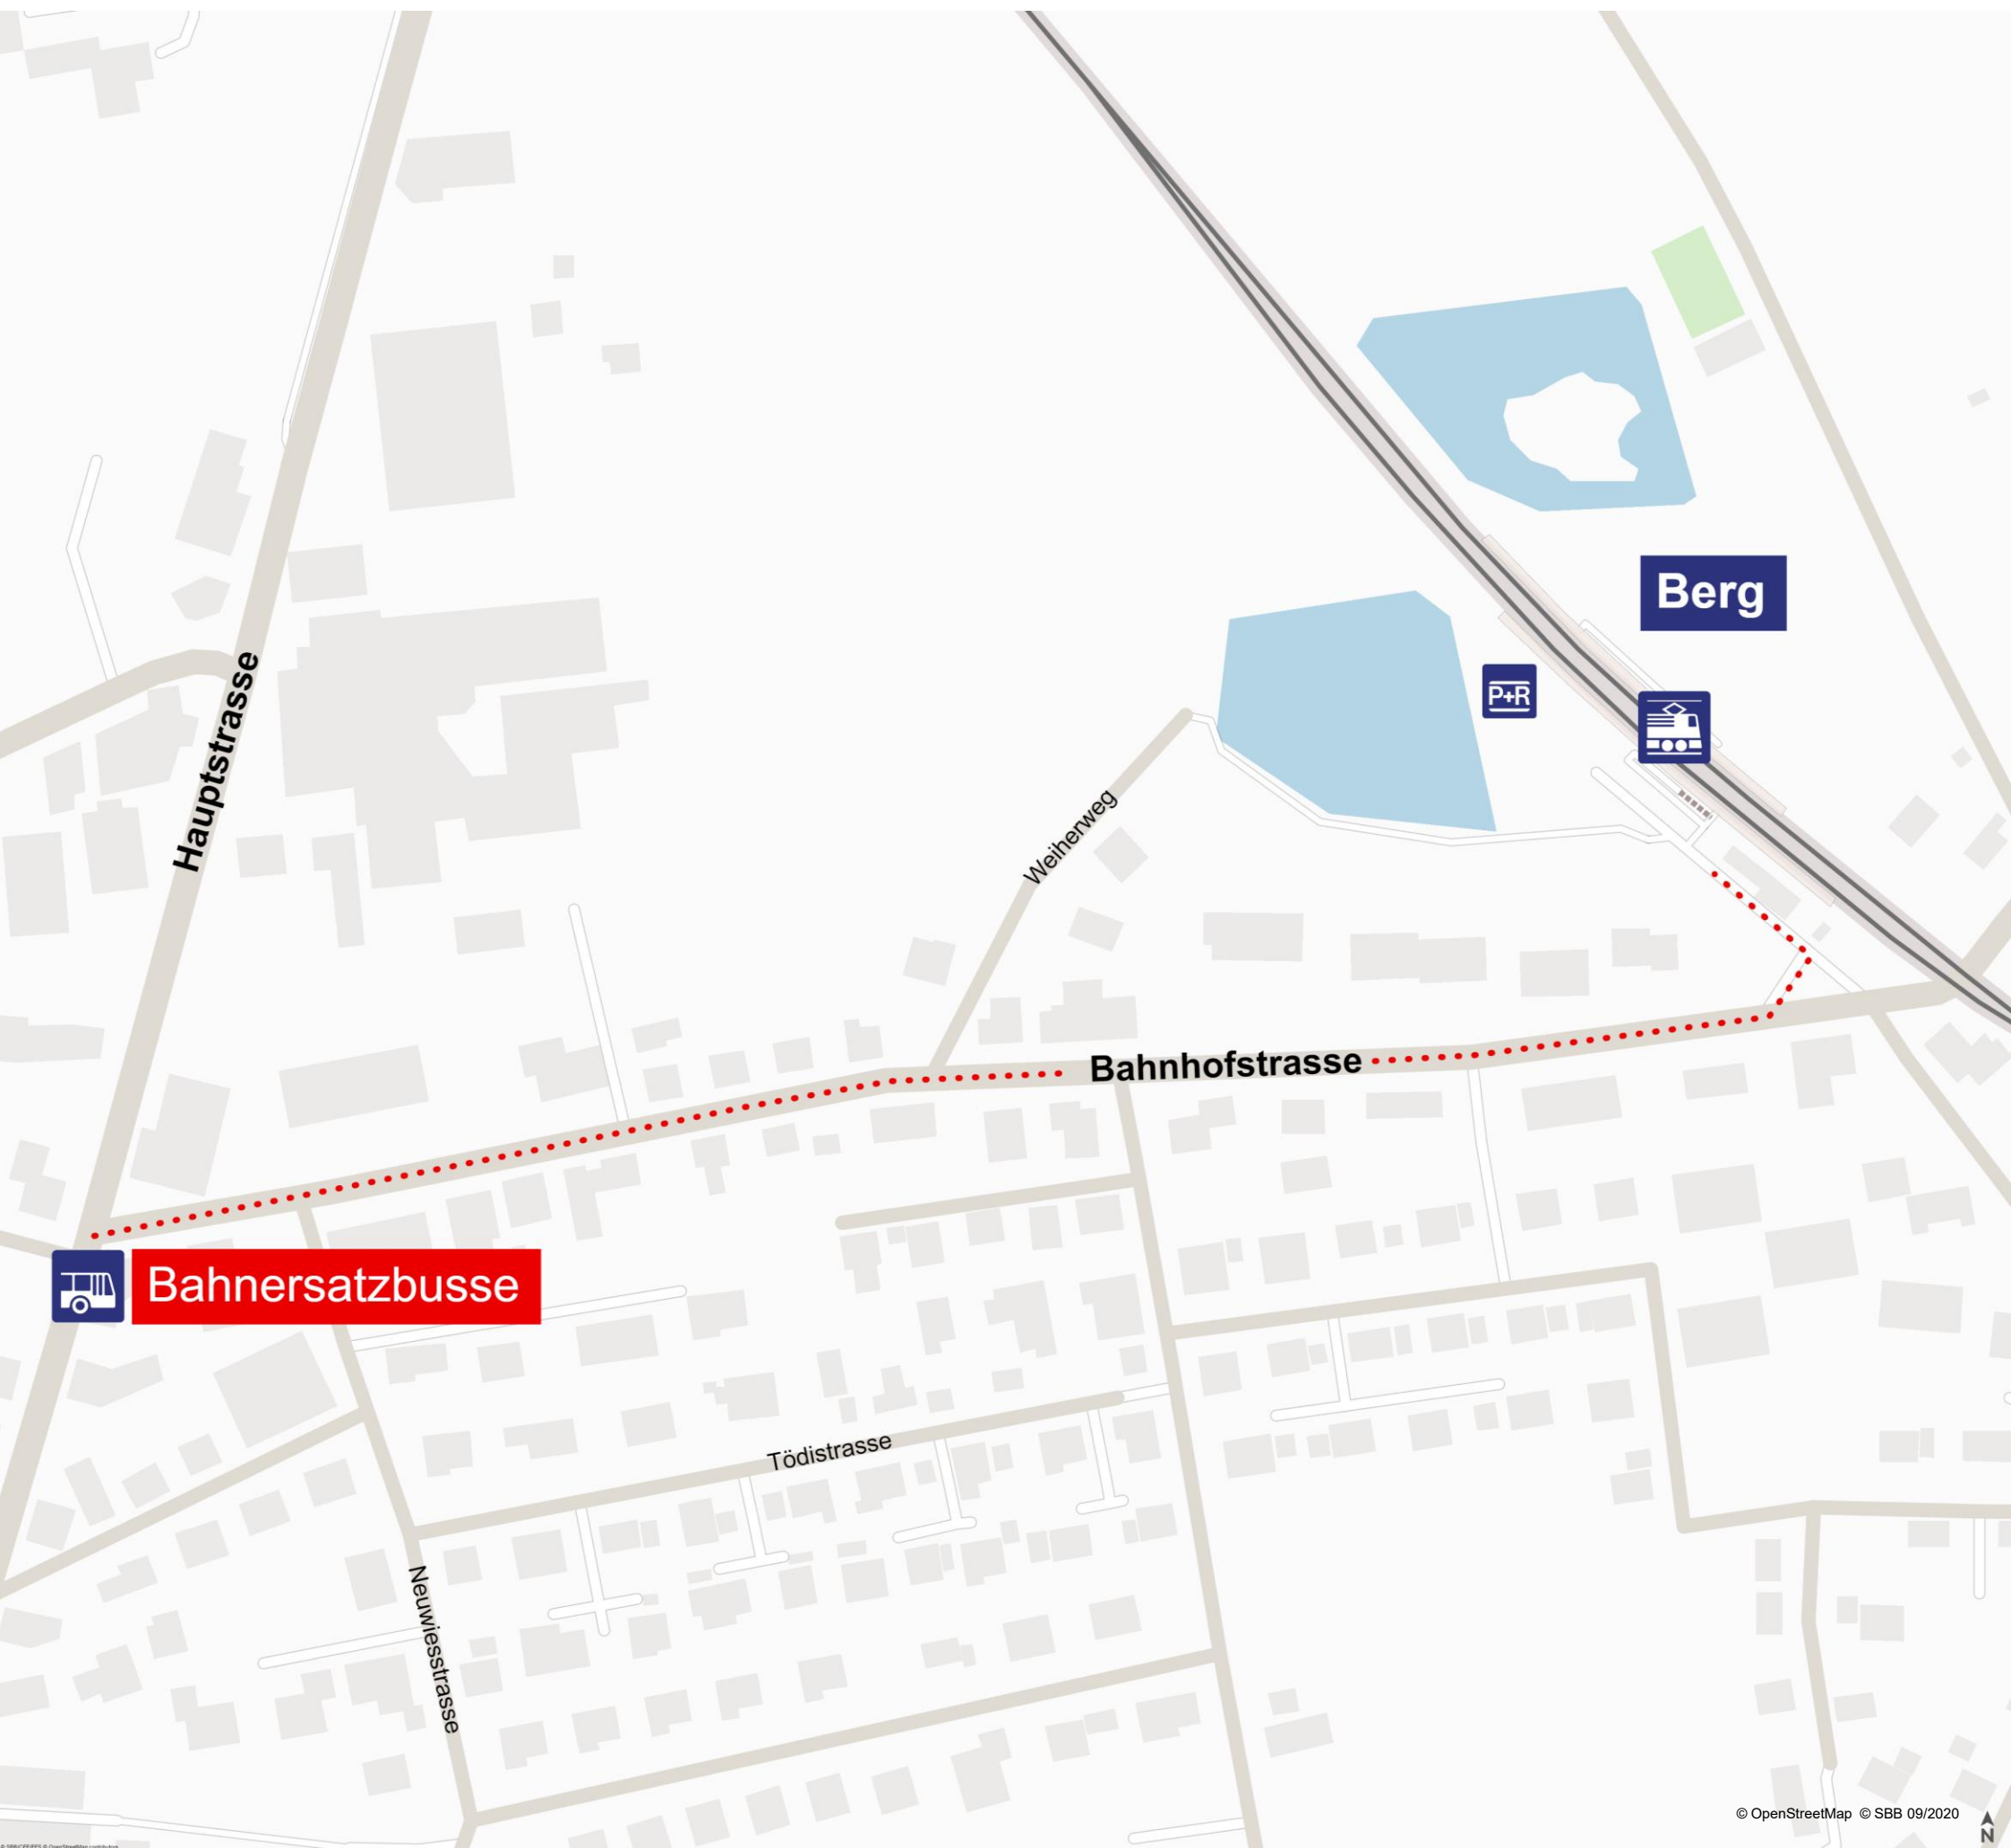 Berg
P+R
Hauptstrasse
Weiherweg
Bahnhofstrasse
Bahnersatzbusse
Tödistrasse
Neuwiesstrasse
© OpenStreetMap © SBB 09/2020
N